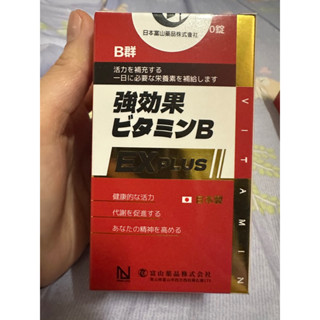 日本富山藥品株式会社
0錠
B群
活力を補充する
一日に必要な栄養素を補給します
強効果
ビタミンB
EX PLUS
健康的な活力
代謝を促進する
あなたの精神を高める
日本製
富山薬品株式会社
VITAMIN